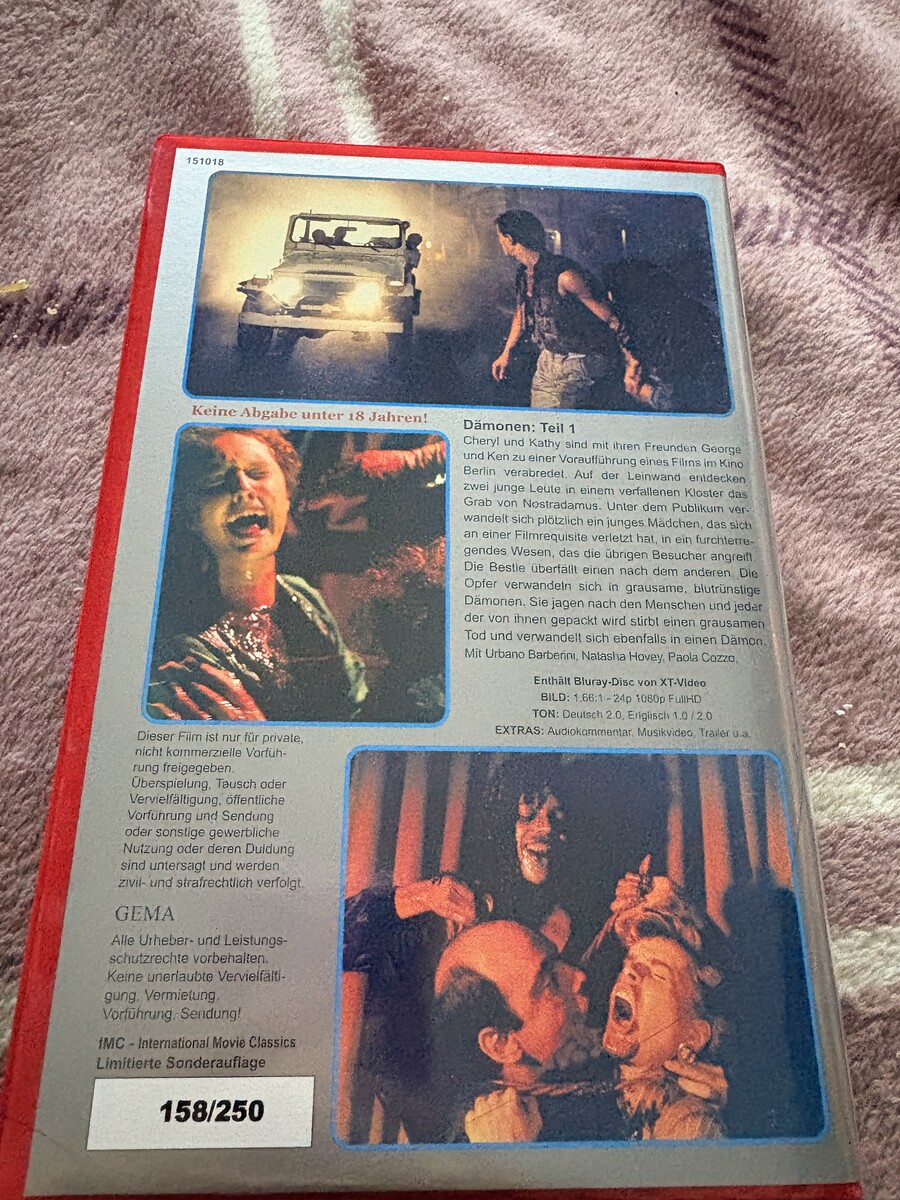 151018
Keine Abgabe unter 18 Jahren!
Dämonen: Teil 1
Cheryl und Kathy sind mit ihren Freunden George
und Ken zu einer Voraufführung eines Films im Kino
Berlin verabredet. Auf der Leinwand entdecken
zwei junge Leute in einem verfallenen Kloster das
Grab von Nostradamus. Unter dem Publikum ver-
wandelt sich plötzlich ein junges Mädchen, das sich
an einer Filmrequisite verletzt hat, in ein furchterre-
gendes Wesen, das die übrigen Besucher angreift.
Die Bestie überfällt einen nach dem anderen. Die
Opfer verwandeln sich in grausame, blutrünstige
Dämonen. Sie jagen nach den Menschen und jeder
der von ihnen gepackt wird stirbt einen grausamen
Tod und verwandelt sich ebenfalls in einen Dämon.
Mit Urbano Barberini, Natasha Hovey, Paola Cozzo,
Enthält Bluray-Disc von XT-Video
BILD: 1.66:1 - 24p 1080p FullHD
TON: Deutsch 2.0, Englisch 1.0 / 2.0
EXTRAS: Audiokommentar, Musikvideo, Trailer u.a.
Dieser Film ist nur für private,
nicht kommerzielle Vorfüh-
rung freigegeben.
Überspielung, Tausch oder
Vervielfältigung, öffentliche
Vorführung und Sendung
oder sonstige gewerbliche
Nutzung oder deren Duldung
sind untersagt und werden
zivil- und strafrechtlich verfolgt.
GEMA
Alle Urheber- und Leistungs-
schutzrechte vorbehalten.
Keine unerlaubte Vervielfälti-
gung, Vermietung,
Vorführung, Sendung!
IMC - International Movie Classics
Limitierte Sonderauflage
158/250